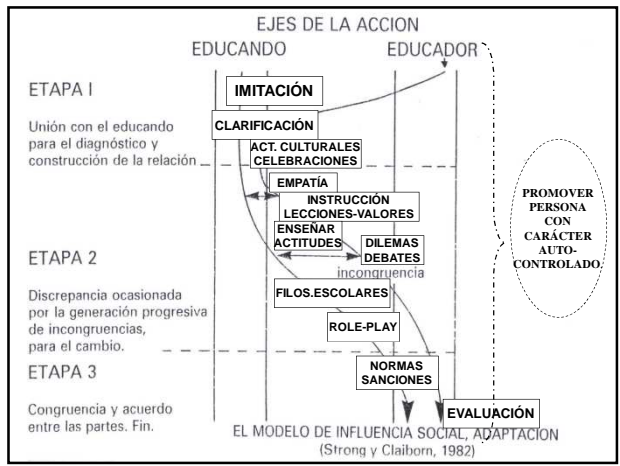 EJES DE LA ACCION
EDUCANDO
EDUCADOR
ETAPA I
IMITACIÓN
CLARIFICACIÓN
Unión con el educando
para el diagnóstico y
construcción de la relación
ACT. CULTURALES
CELEBRACIONES
EMPATÍA
INSTRUCCIÓN
LECCIONES-VALORES
ENSEÑAR
ACTITUDES
DILEMAS
DEBATES
incongruencia
PROMOVER
PERSONA
CON
CARÁCTER
AUTO-
CONTROLADO
ETAPA 2
Discrepancia ocasionada
por la generación progresiva
de incongruencias,
para el cambio.
FILOS.ESCOLARES
ROLE-PLAY
ETAPA 3
NORMAS
SANCIONES
Congruencia y acuerdo
entre las partes. Fin.
EVALUACIÓN
EL MODELO DE INFLUENCIA SOCIAL, ADAPTACION
(Strong y Claiborn, 1982)